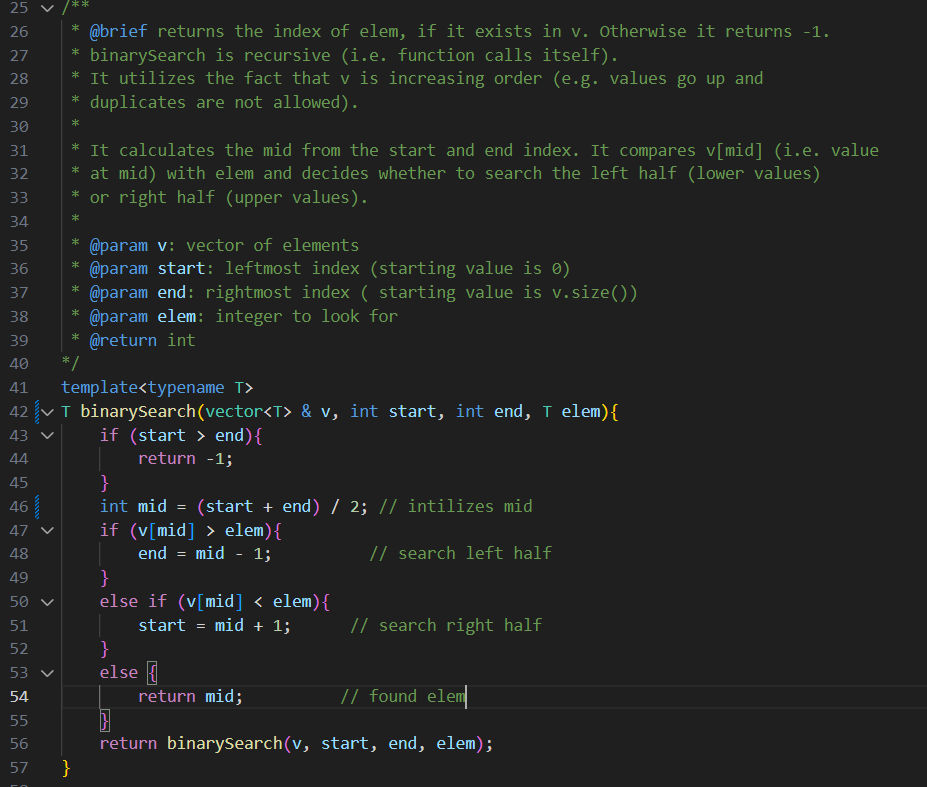 25 /**
26 * @brief returns the index of elem, if it exists in v. Otherwise it returns -1.
27 * binarySearch is recursive (i.e. function calls itself).
28 * It utilizes the fact that v is increasing order (e.g. values go up and
29 * duplicates are not allowed).
30 *
31 * It calculates the mid from the start and end index. It compares v[mid] (i.e. value
32 * at mid) with elem and decides whether to search the left half (lower values)
33 * or right half (upper values).
34 *
35 * @param v: vector of elements
36 * @param start: leftmost index (starting value is 0)
37 * @param end: rightmost index ( starting value is v.size())
38 * @param elem: integer to look for
39 * @return int
40 */
41 template<typename T>
42 T binarySearch(vector<T> & v, int start, int end, T elem){
43     if (start > end){
44         return -1;
45     }
46     int mid = (start + end) / 2; // intilizes mid
47     if (v[mid] > elem){
48         end = mid - 1;          // search left half
49     }
50     else if (v[mid] < elem){
51         start = mid + 1;      // search right half
52     }
53     else {
54         return mid;          // found elem
55     }
56     return binarySearch(v, start, end, elem);
57 }